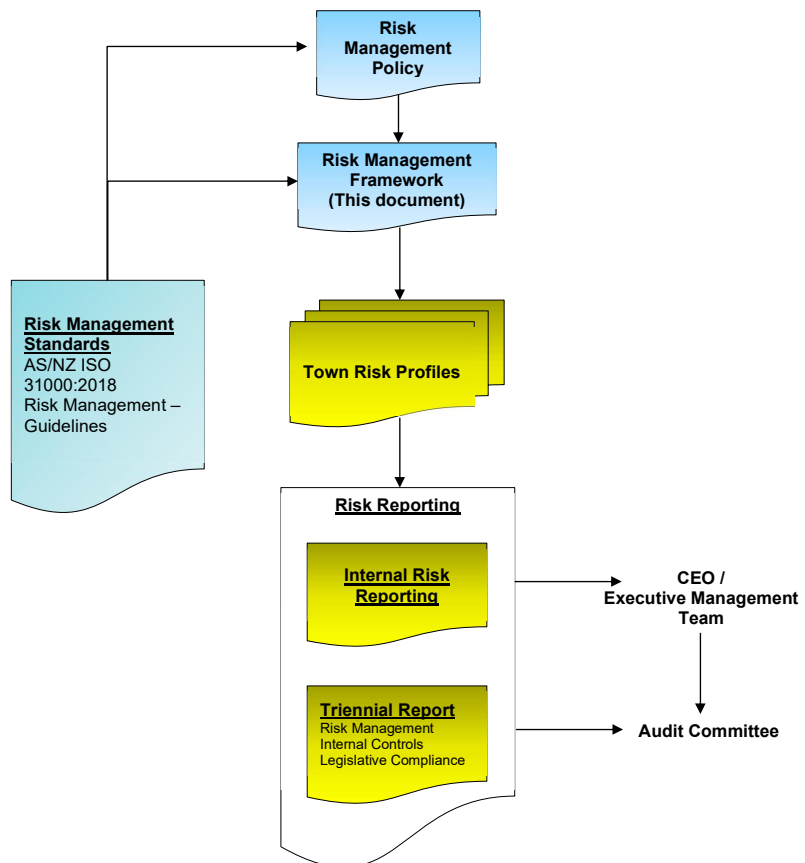 Risk
Management
Policy
Risk Management
Framework
(This document)
Risk Management
Standards
AS/NZ ISO
31000:2018
Risk Management –
Guidelines
Town Risk Profiles
Risk Reporting
Internal Risk
Reporting
CEO /
Executive Management
Team
Triennial Report
Risk Management
Internal Controls
Legislative Compliance
Audit Committee